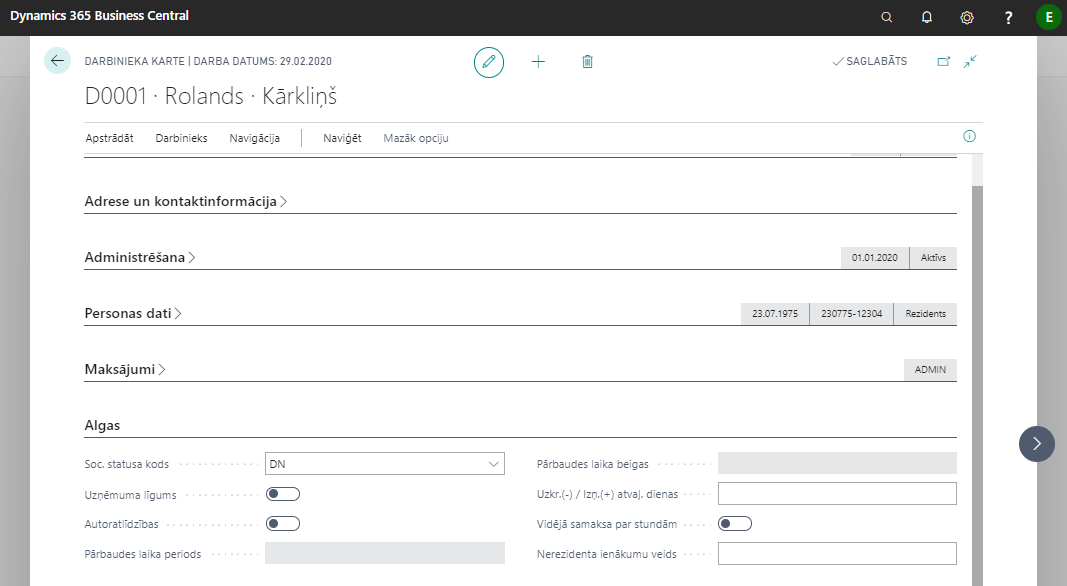 Dynamics 365 Business Central
?
E
DARBINIEKA KARTE | DARBA DATUMS: 29.02.2020
SAGLABĀTS
D0001 · Rolands · Kārkliņš
Apstrādāt Darbinieks Navigācija Naviģēt Mazāk opciju
Adrese un kontaktinformācija
Administrēšana 01.01.2020 Aktīvs
Personas dati 23.07.1975 230775-12304 Rezidents
Maksājumi ADMIN
Algas
Soc. statusa kods DN Pārbaudes laika beigas
Uzņēmuma līgums Uzkr.(-) / Izņ.(+) atvaļ. dienas
Autoratlīdzības Vidējā samaksa par stundām
Pārbaudes laika periods Nerezidenta ienākumu veids